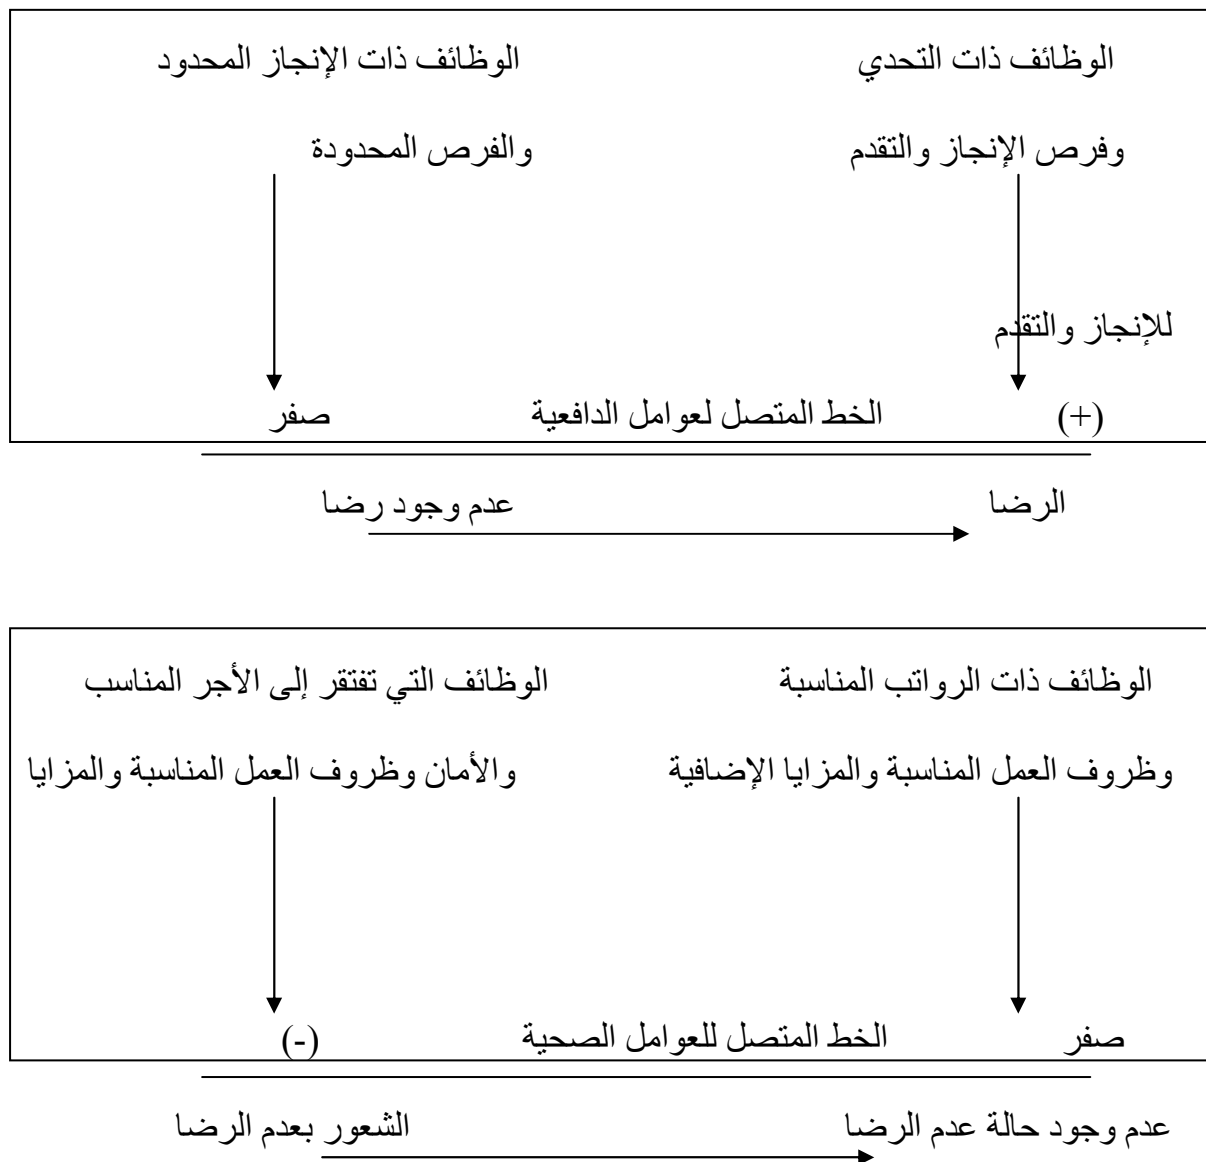 الوظائف ذات التحدي الوظائف ذات الإنجاز المحدود
وفرص الإنجاز والتقدم والفرص المحدودة
للإنجاز والتقدم
(+) الخط المتصل لعوامل الدافعية صفر
الرضا عدم وجود رضا
الوظائف ذات الرواتب المناسبة الوظائف التي تفتقر إلى الأجر المناسب
وظروف العمل المناسبة والمزايا الإضافية والأمان وظروف العمل المناسبة والمزايا
صفر الخط المتصل للعوامل الصحية (-)
عدم وجود حالة عدم الرضا الشعور بعدم الرضا